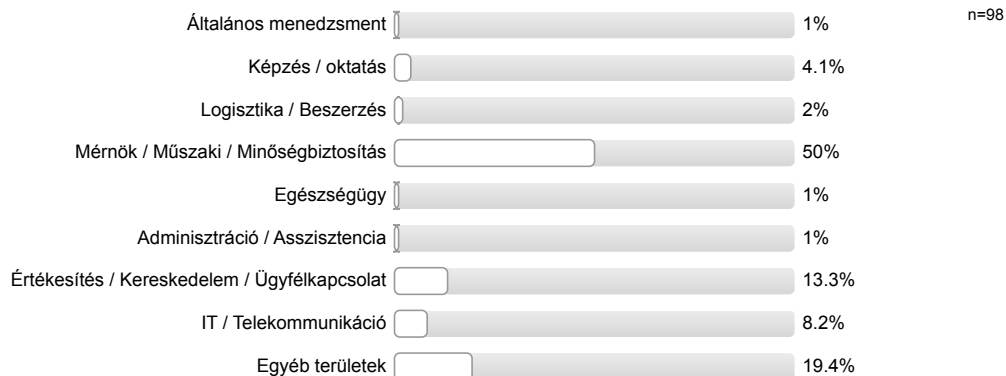 Általános menedzsment 1% n=98
Képzés / oktatás 4.1%
Logisztika / Beszerzés 2%
Mérnök / Műszaki / Minőségbiztosítás 50%
Egészségügy 1%
Adminisztráció / Asszisztencia 1%
Értékesítés / Kereskedelem / Ügyfélkapcsolat 13.3%
IT / Telekommunikáció 8.2%
Egyéb területek 19.4%